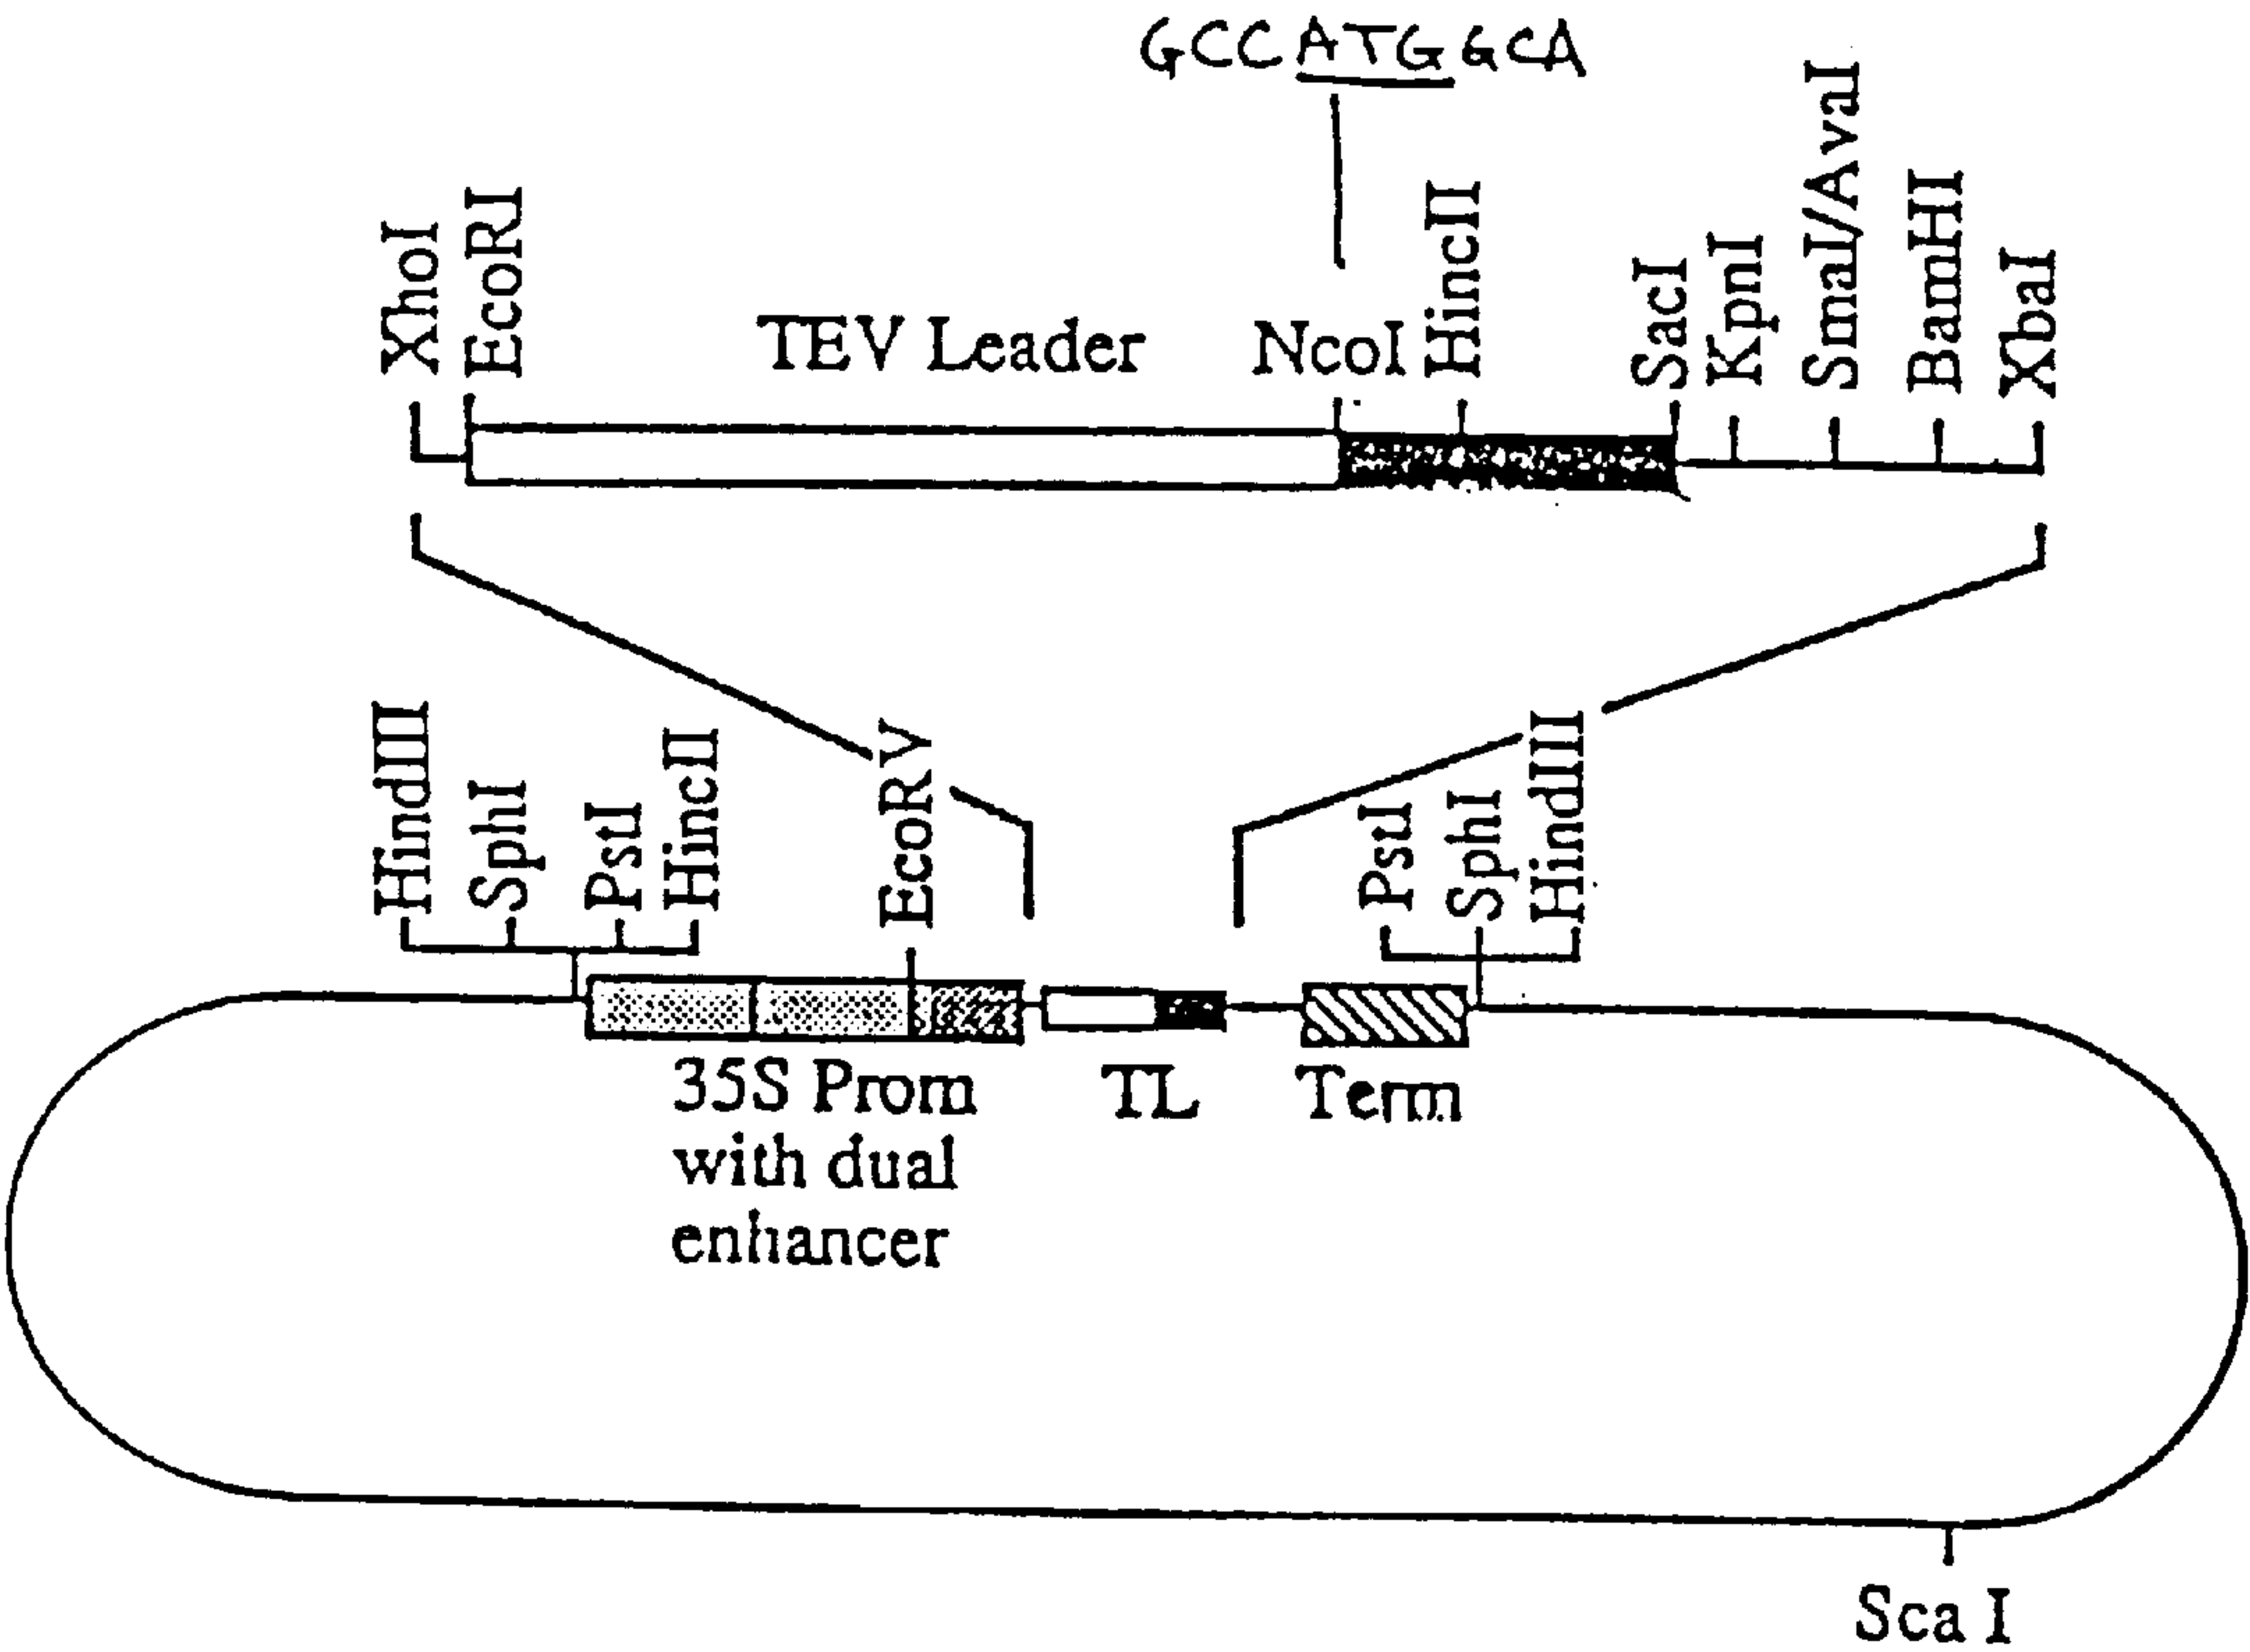 GCCATGGCA
XhoI
EcoRI
TEV Leader
NcoI
HincII
SacI
KpnI
SmaI/AvaI
BamHI
XbaI
HindIII
SphI
PstI
HincII
EcoRV
PstI
SphI
HindIII
35S Prom
with dual
enhancer
TL
Term
Sca I